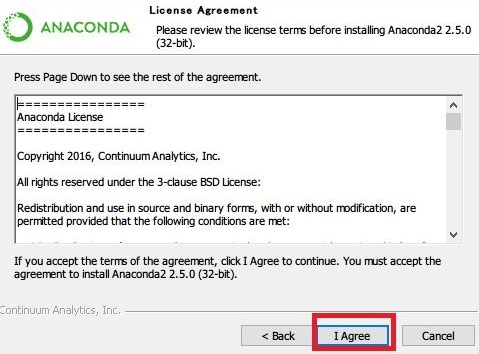 License Agreement
ANACONDA
Please review the license terms before installing Anaconda2 2.5.0
(32-bit).
Press Page Down to see the rest of the agreement.
================
Anaconda License
================
Copyright 2016, Continuum Analytics, Inc.
All rights reserved under the 3-clause BSD License:
Redistribution and use in source and binary forms, with or without modification, are
permitted provided that the following conditions are met:
If you accept the terms of the agreement, click I Agree to continue. You must accept the
agreement to install Anaconda2 2.5.0 (32-bit).
Continuum Analytics, Inc.
< Back
I Agree
Cancel